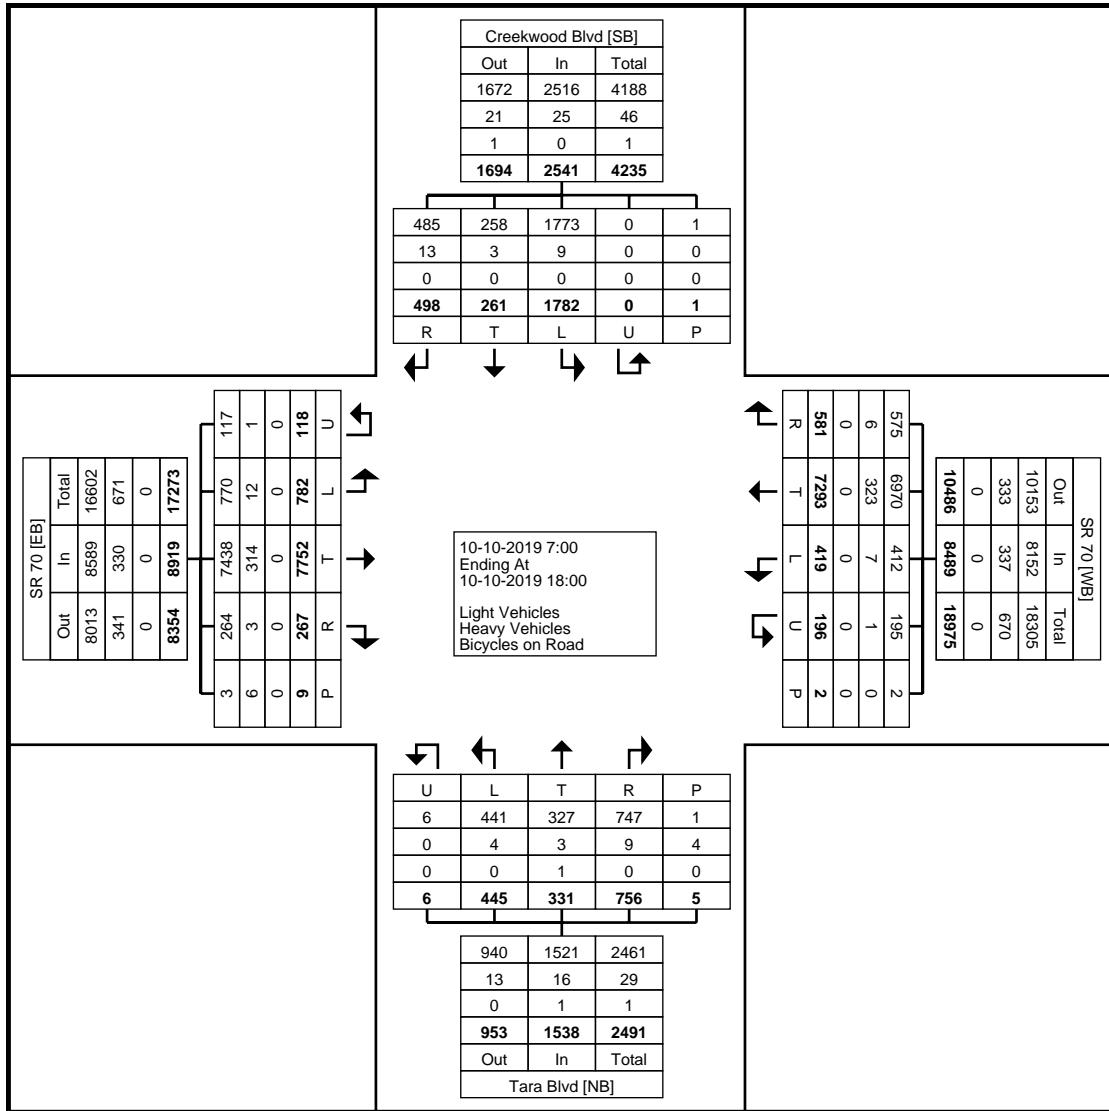 Creekwood Blvd [SB]
Out In Total
1672 2516 4188
21 25 46
1 0 1
1694 2541 4235
485 258 1773 0 1
13 3 9 0 0
0 0 0 0 0
498 261 1782 0 1
R T L U P
SR 70 [EB]
Total In Out
16602 8589 8013
671 330 341
0 0 0
17273 8919 8354
117 770 7438 264 3
1 12 314 3 6
0 0 0 0 0
118 782 7752 267 9
U L T R P
10-10-2019 7:00
Ending At
10-10-2019 18:00
Light Vehicles
Heavy Vehicles
Bicycles on Road
R T L U P
581 7293 419 196 2
0 0 0 0 0
6 323 7 1 0
575 6970 412 195 2
SR 70 [WB]
Out In Total
10153 8152 18305
333 337 670
0 0 0
10486 8489 18975
U L T R P
6 441 327 747 1
0 4 3 9 4
0 0 1 0 0
6 445 331 756 5
940 1521 2461
13 16 29
0 1 1
953 1538 2491
Out In Total
Tara Blvd [NB]